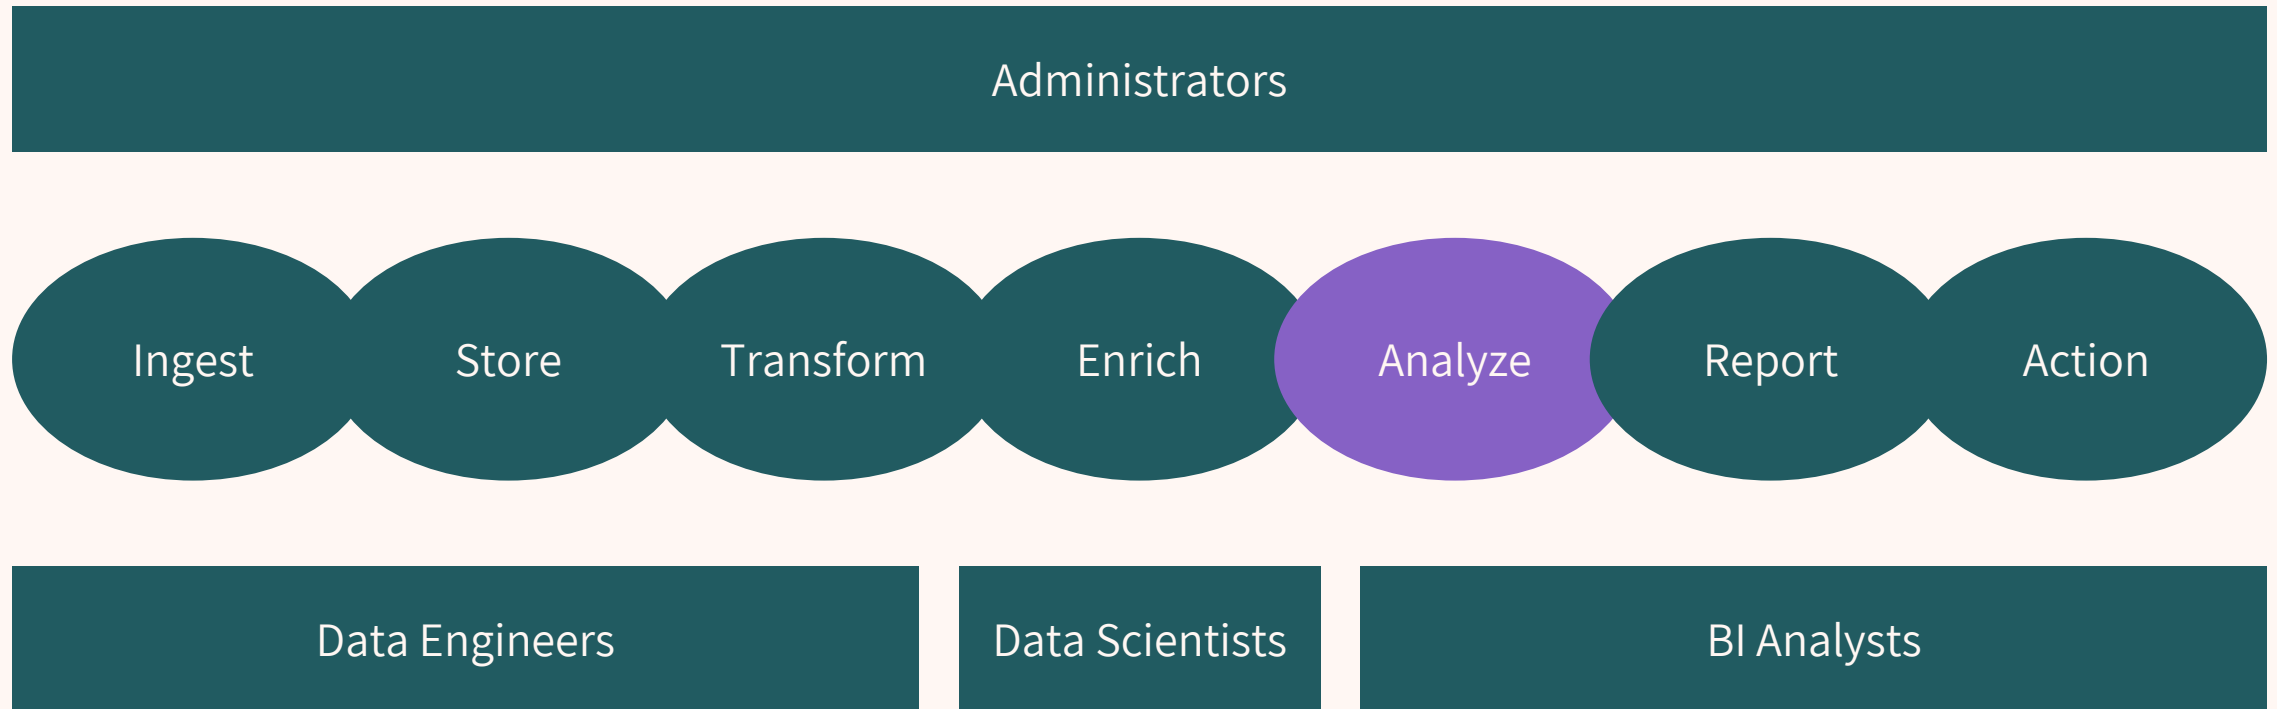 Administrators
Ingest
Store
Transform
Enrich
Analyze
Report
Action
Data Engineers
Data Scientists
BI Analysts